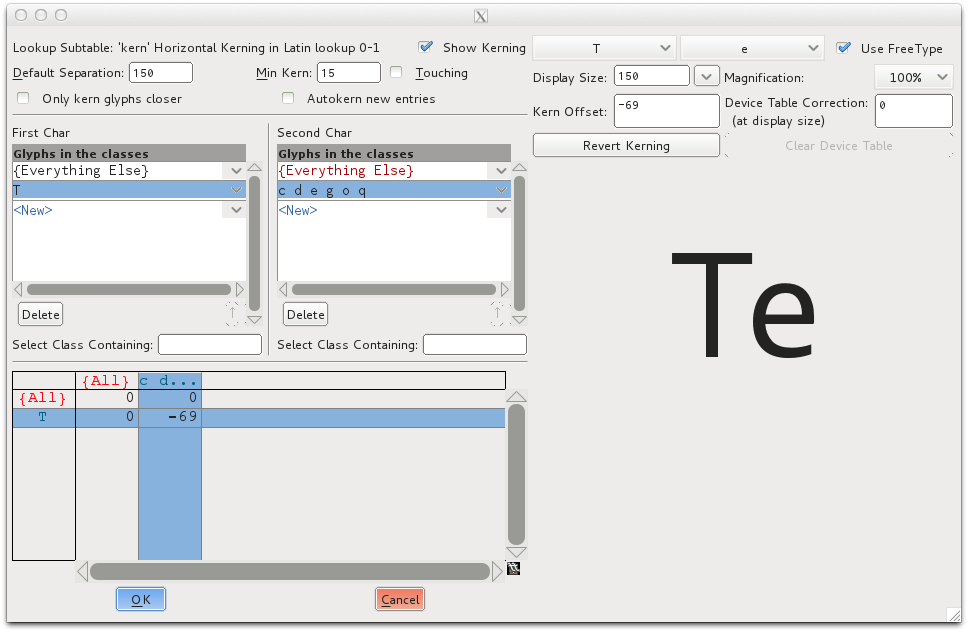 X
Lookup Subtable: 'kern' Horizontal Kerning in Latin lookup 0-1
Show Kerning
T
e
Use FreeType
Default Separation: 150
Min Kern: 15
Touching
Display Size: 150
Magnification: 100%
Only kern glyphs closer
Autokern new entries
Kern Offset: -69
Device Table Correction: 0
(at display size)
Revert Kerning
Clear Device Table
First Char
Glyphs in the classes
{Everything Else}
T
<New>
Delete
Select Class Containing:
Second Char
Glyphs in the classes
{Everything Else}
c d e g o q
<New>
Delete
Select Class Containing:
Te
{All} c d...
{All} 0 0
T 0 -69
OK
Cancel